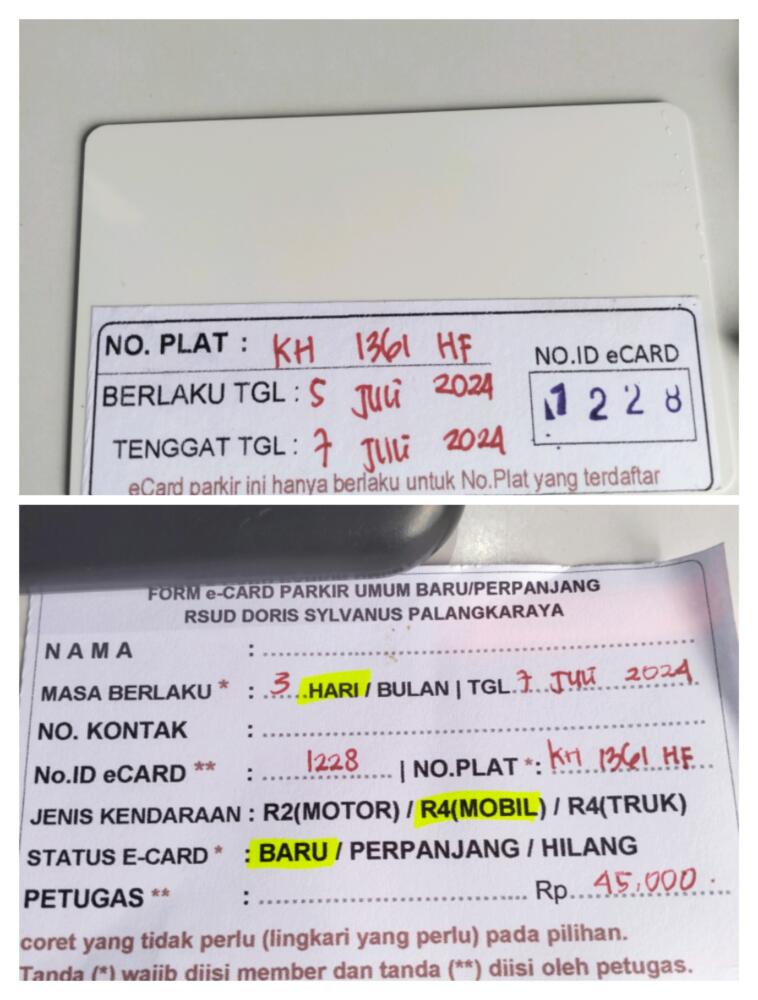 NO. PLAT : KH 1361 HF
BERLAKU TGL : 5 JULI 2024
TENGGAT TGL : 7 JULI 2024
NO.ID eCARD
1228
eCard parkir ini hanya berlaku untuk No.Plat yang terdaftar
FORM e-CARD PARKIR UMUM BARU/PERPANJANG
RSUD DORIS SYLVANUS PALANGKARAYA
NAMA : ..........
MASA BERLAKU * : ..3...HARI / BULAN | TGL.7 JULI 2024
NO. KONTAK : ..........
No.ID eCARD ** : ....1228.... | NO.PLAT *: KH 1361 HF
JENIS KENDARAAN : R2(MOTOR) / R4(MOBIL) / R4(TRUK)
STATUS E-CARD * : BARU / PERPANJANG / HILANG
PETUGAS ** : .......... Rp...45.000.
coret yang tidak perlu (lingkari yang perlu) pada pilihan.
Tanda (*) wajib diisi member dan tanda (**) diisi oleh petugas.